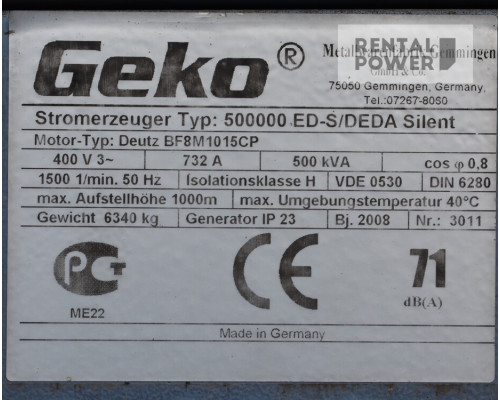 RENTAL
POWER
Geko ®
Metallwarenfabrik Gemmingen
GmbH & Co.
75050 Gemmingen, Germany,
Tel.:07267-8060
Stromerzeuger Typ: 500000 ED-S/DEDA Silent
Motor-Typ: Deutz BF8M1015CP
400 V 3~ 732 A 500 kVA cos φ 0,8
1500 1/min. 50 Hz Isolationsklasse H VDE 0530 DIN 6280
max. Aufstellhöhe 1000m max. Umgebungstemperatur 40°C
Gewicht 6340 kg Generator IP 23 Bj. 2008 Nr.: 3011
РСТ CE 71
ME22 dB(A)
Made in Germany